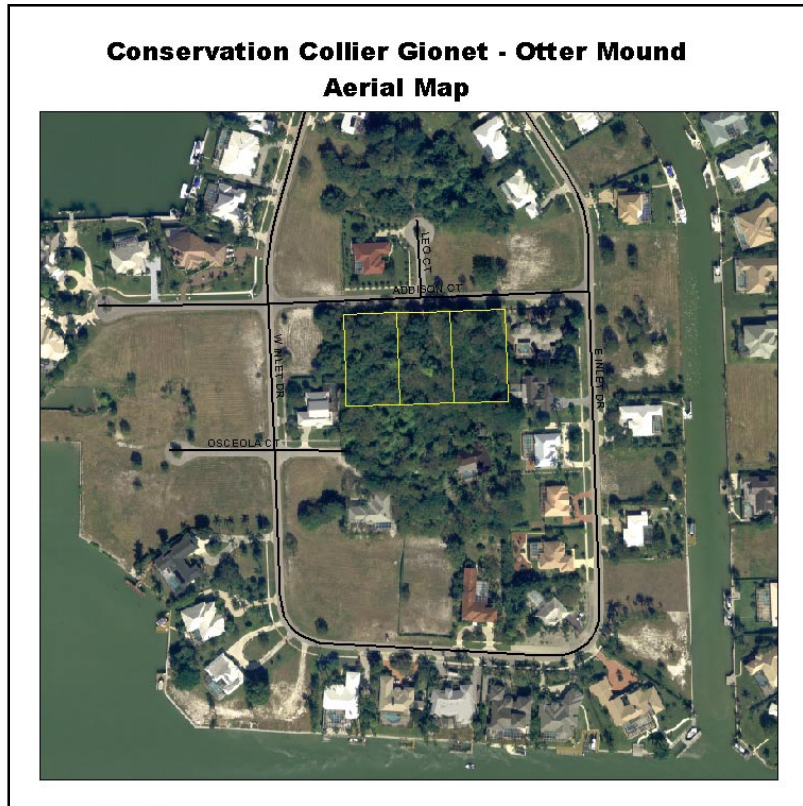 Conservation Collier Gionet - Otter Mound
Aerial Map
LEO CT
ADDISON CT
W INLET DR
E INLET DR
OSCEOLA CT